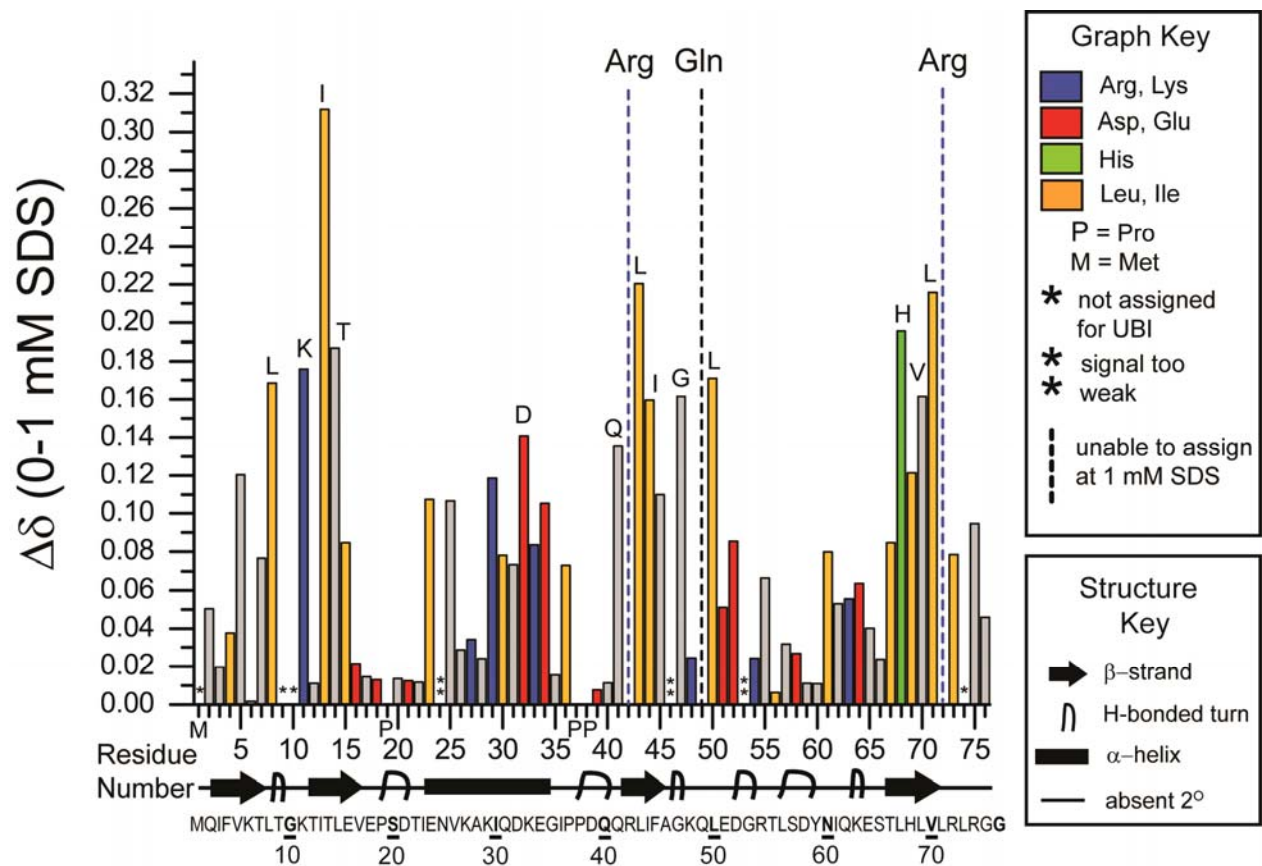 Arg Gln Arg
0.32
0.30
0.28
0.26
0.24
0.22
0.20
0.18
0.16
0.14
0.12
0.10
0.08
0.06
0.04
0.02
0.00
Δδ (0-1 mM SDS)
I
L
L
H
T
K
L
L
I
G
V
D
Q
* * * * * * * * * * *
M P PP
5 10 15 20 25 30 35 40 45 50 55 60 65 70 75
Residue
Number
MQIFVKTLTGKTITLEVEPSDTIENVKAKIQDKEGIPPDQQRLIFAGKQLEDGRTLSDYNIQKESTLHLVLRLRGG
10 20 30 40 50 60 70
Graph Key
Arg, Lys
Asp, Glu
His
Leu, Ile
P = Pro
M = Met
* not assigned
for UBI
* signal too
* weak
unable to assign
at 1 mM SDS
Structure
Key
β–strand
H-bonded turn
α–helix
absent 2º